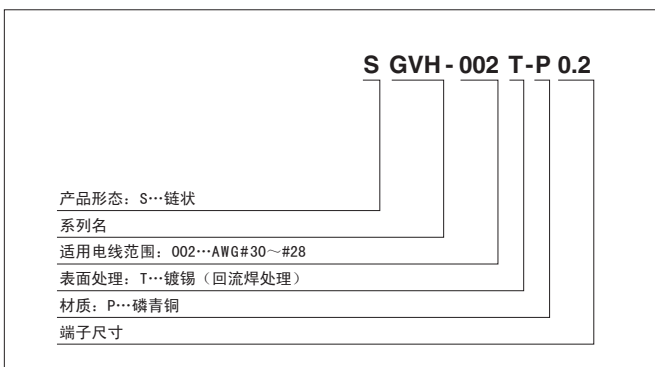 S GVH - 002 T - P 0.2
产品形态：S…链状
系列名
适用电线范围：002…AWG#30～#28
表面处理：T…镀锡（回流焊处理）
材质：P…磷青铜
端子尺寸